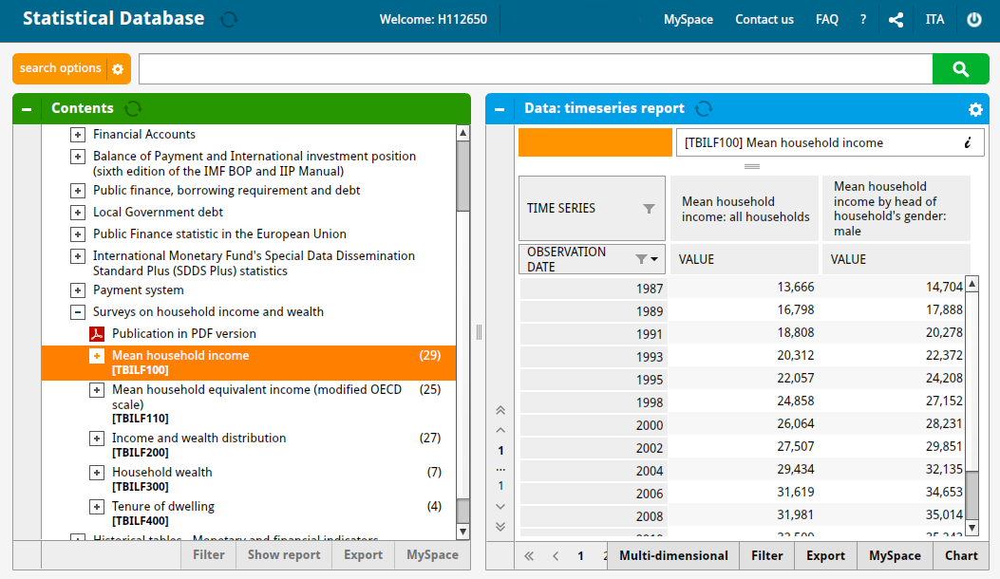 Statistical Database
Welcome: H112650
MySpace
Contact us
FAQ
?
ITA
search options
Contents
Financial Accounts
Balance of Payment and International investment position
(sixth edition of the IMF BOP and IIP Manual)
Public finance, borrowing requirement and debt
Local Government debt
Public Finance statistic in the European Union
International Monetary Fund's Special Data Dissemination
Standard Plus (SDDS Plus) statistics
Payment system
Surveys on household income and wealth
Publication in PDF version
Mean household income (29)
[TBILF100]
Mean household equivalent income (modified OECD (25)
scale)
[TBILF110]
Income and wealth distribution (27)
[TBILF200]
Household wealth (7)
[TBILF300]
Tenure of dwelling (4)
[TBILF400]
Historical tables - Monetary and financial indicators
Filter Show report Export MySpace
Data: timeseries report
[TBILF100] Mean household income i
TIME SERIES
Mean household
income: all households
Mean household
income by head of
household's gender:
male
OBSERVATION
DATE
VALUE VALUE
1987 13,666 14,704
1989 16,798 17,888
1991 18,808 20,278
1993 20,312 22,372
1995 22,057 24,208
1998 24,858 27,152
2000 26,064 28,231
2002 27,507 29,851
2004 29,434 32,135
2006 31,619 34,653
2008 31,981 35,014
1
...
1
1 2 Multi-dimensional Filter Export MySpace Chart